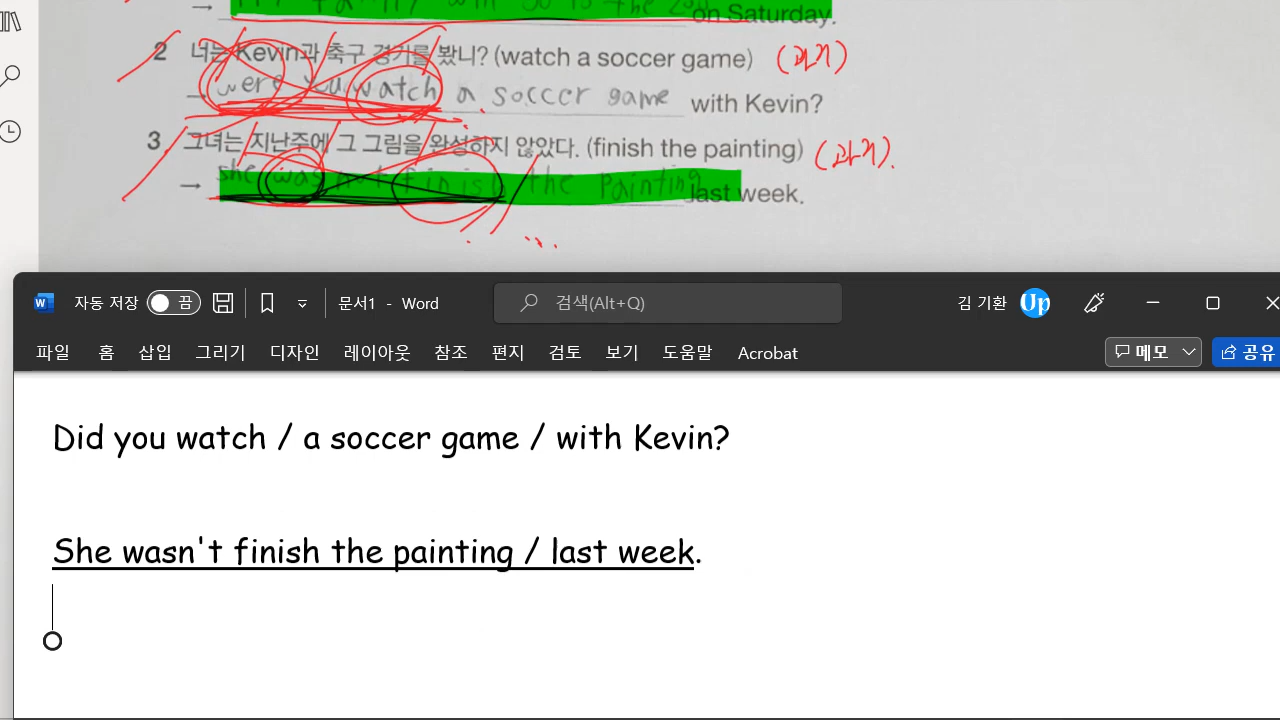 on Saturday.
2 너는 Kevin과 축구 경기를 봤니? (watch a soccer game) (과거)
→ were you watch a soccer game with Kevin?
3 그녀는 지난주에 그 그림을 완성하지 않았다. (finish the painting) (과거).
→ she was not finish the painting last week.
자동 저장 끔 문서1 - Word 검색(Alt+Q) 김 기환 Up
파일 홈 삽입 그리기 디자인 레이아웃 참조 편지 검토 보기 도움말 Acrobat 메모 공유
Did you watch / a soccer game / with Kevin?
She wasn't finish the painting / last week.